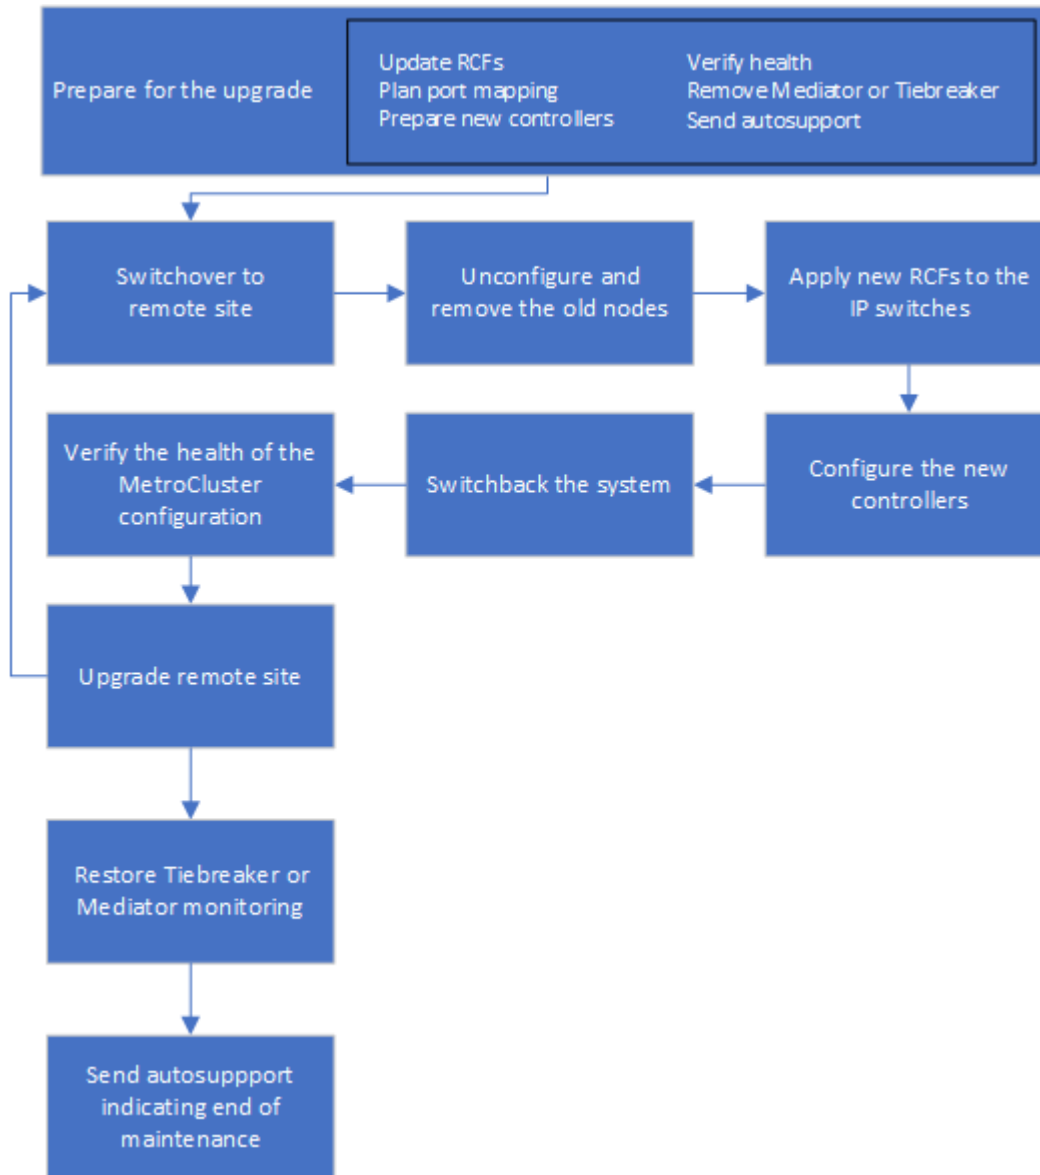 Prepare for the upgrade
Update RCFs
Plan port mapping
Prepare new controllers
Verify health
Remove Mediator or Tiebreaker
Send autosupport
Switchover to
remote site
Unconfigure and
remove the old nodes
Apply new RCFs to the
IP switches
Configure the new
controllers
Switchback the system
Verify the health of the
MetroCluster
configuration
Upgrade remote site
Restore Tiebreaker or
Mediator monitoring
Send autosuppport
indicating end of
maintenance